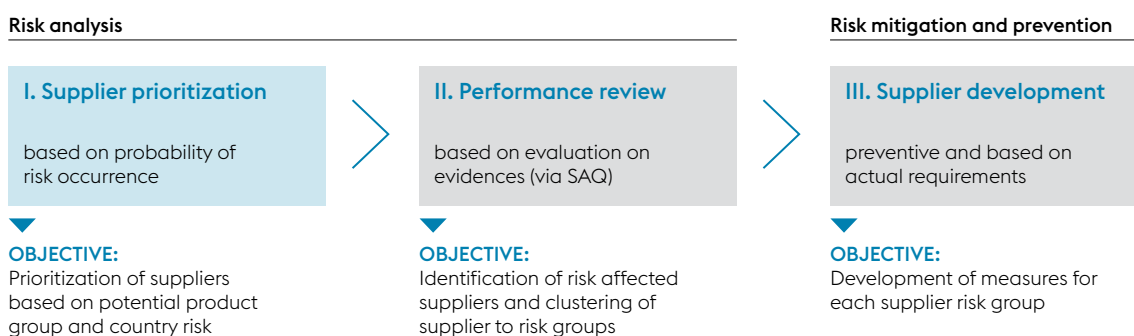 Risk analysis
Risk mitigation and prevention
I. Supplier prioritization
based on probability of
risk occurrence
II. Performance review
based on evaluation on
evidences (via SAQ)
III. Supplier development
preventive and based on
actual requirements
OBJECTIVE:
Prioritization of suppliers
based on potential product
group and country risk
OBJECTIVE:
Identification of risk affected
suppliers and clustering of
supplier to risk groups
OBJECTIVE:
Development of measures for
each supplier risk group